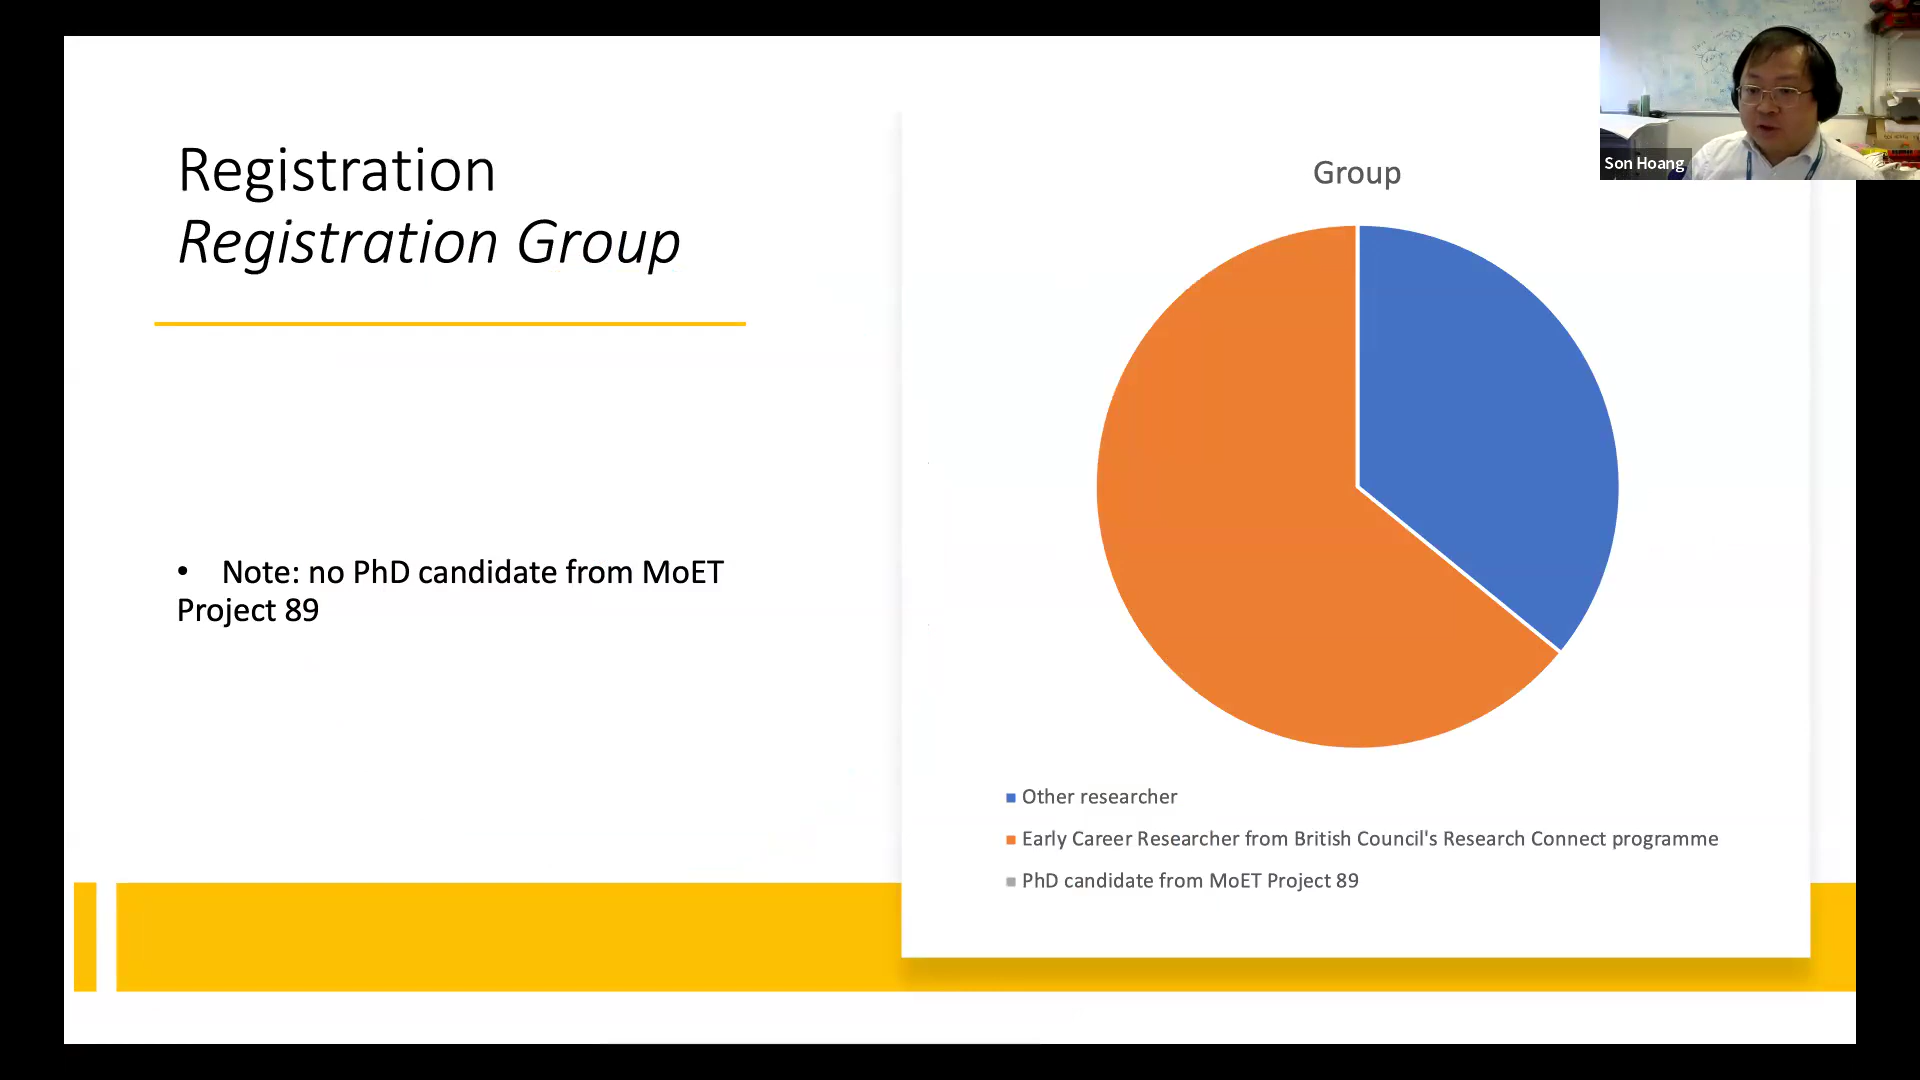 Registration
Registration Group
• Note: no PhD candidate from MoET
Project 89
Group
Other researcher
Early Career Researcher from British Council's Research Connect programme
PhD candidate from MoET Project 89
Son Hoang